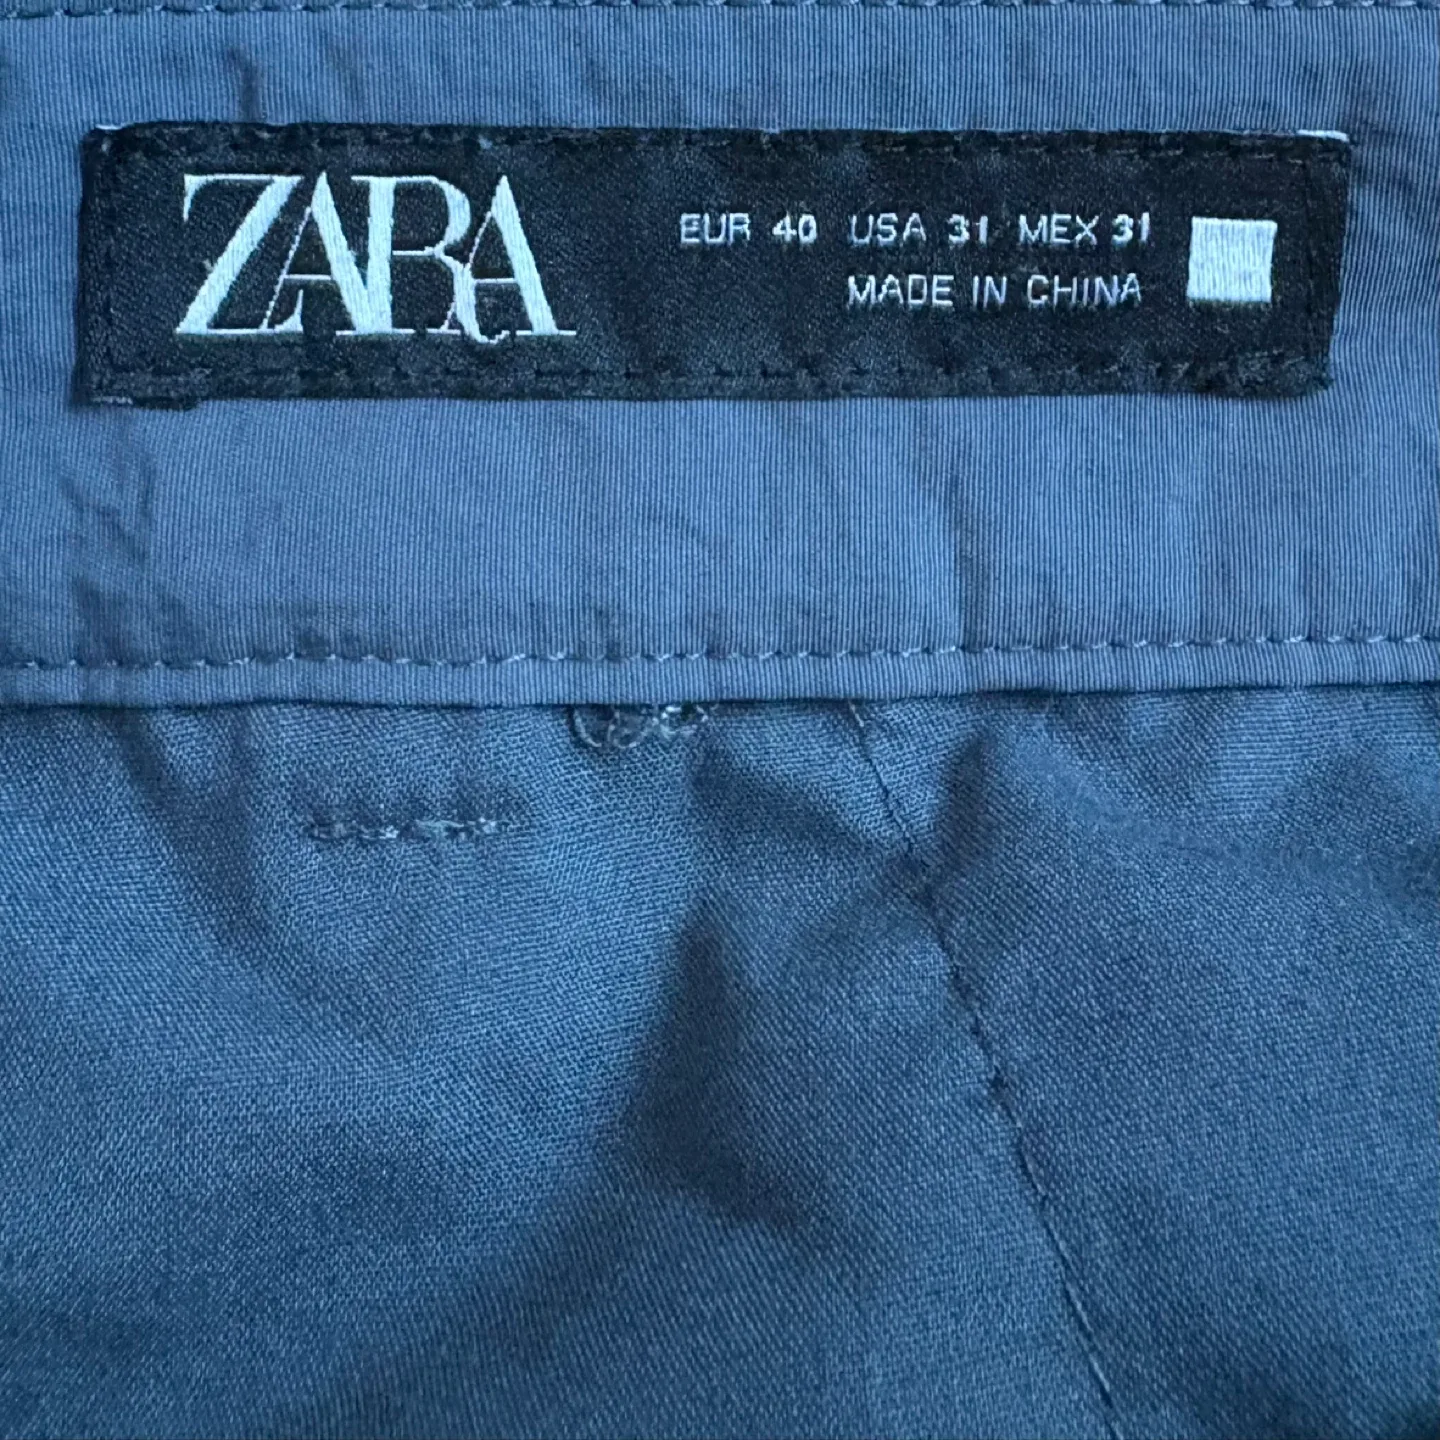 ZARA
EUR 40 USA 31 MEX 31
MADE IN CHINA